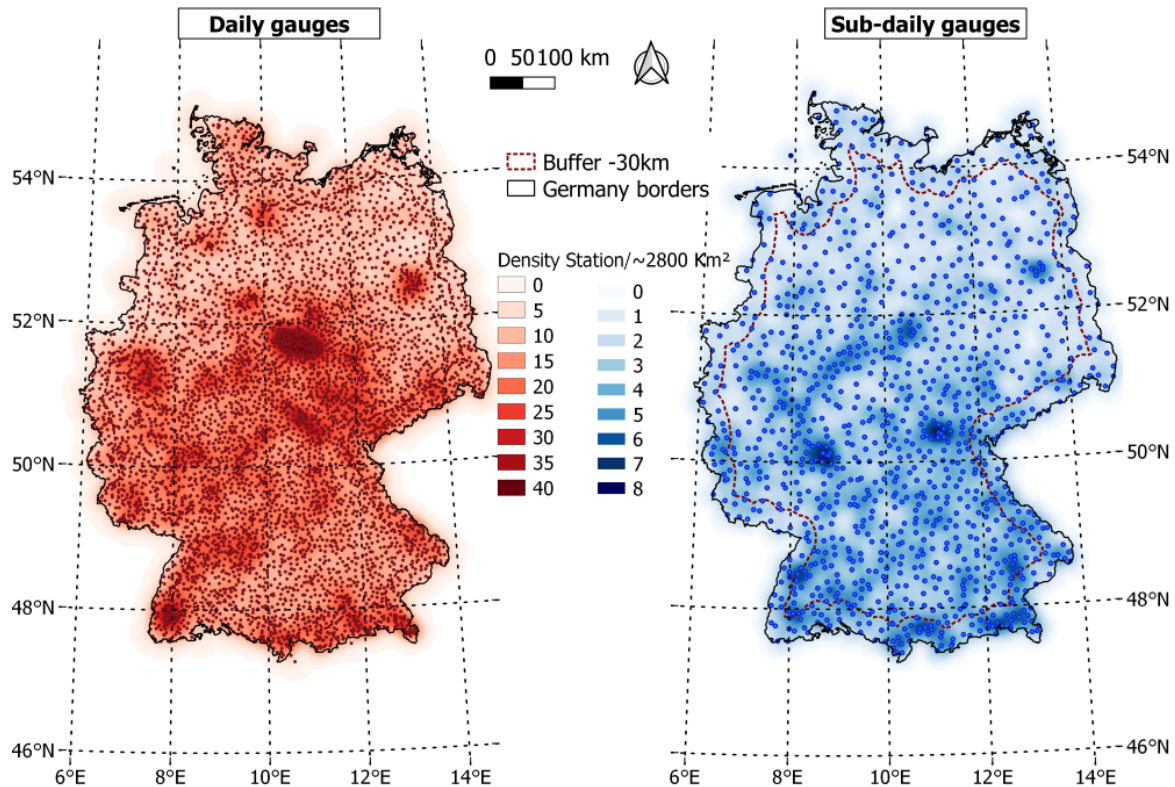 Daily gauges
Sub-daily gauges
0 50100 km
Buffer -30km
Germany borders
Density Station/~2800 Km²
0
5
10
15
20
25
30
35
40
0
1
2
3
4
5
6
7
8
54°N
52°N
50°N
48°N
46°N
6°E 8°E 10°E 12°E 14°E
54°N
52°N
50°N
48°N
46°N
6°E 8°E 10°E 12°E 14°E